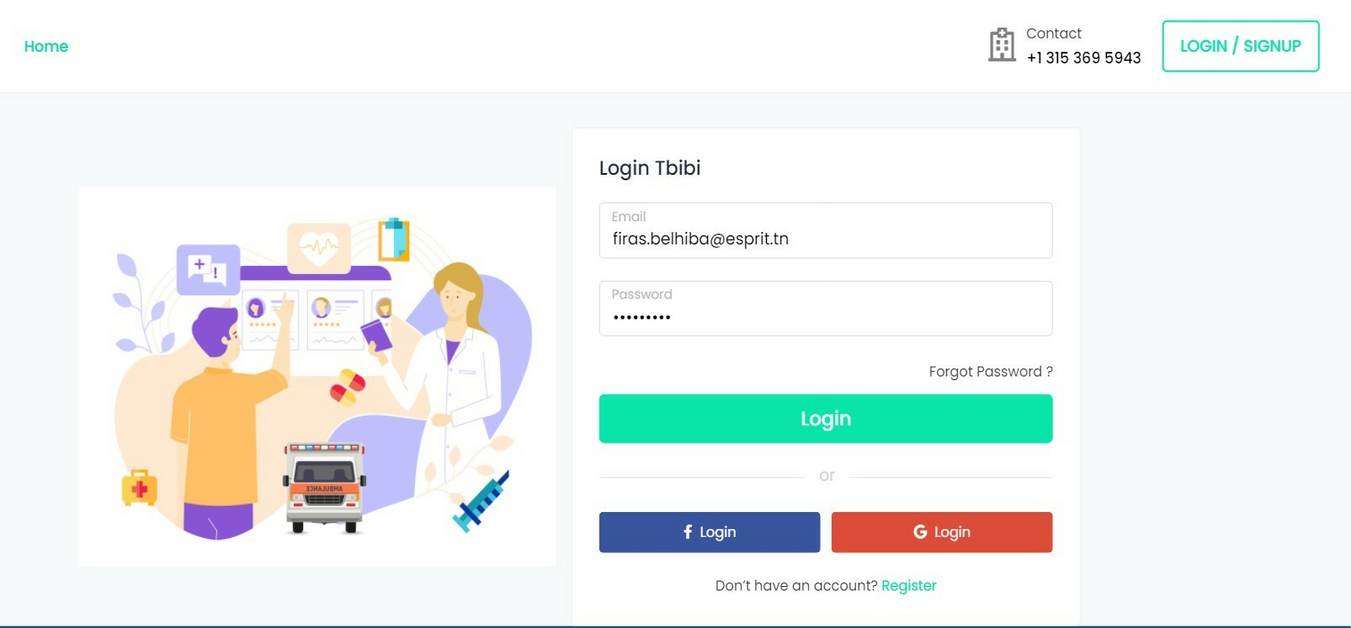 Home
Contact
+1 315 369 5943
LOGIN / SIGNUP
Login Tbibi
Email
firas.belhiba@esprit.tn
Password
•••••••••
Forgot Password ?
Login
or
Login
Login
Don't have an account? Register
AMBULANCE